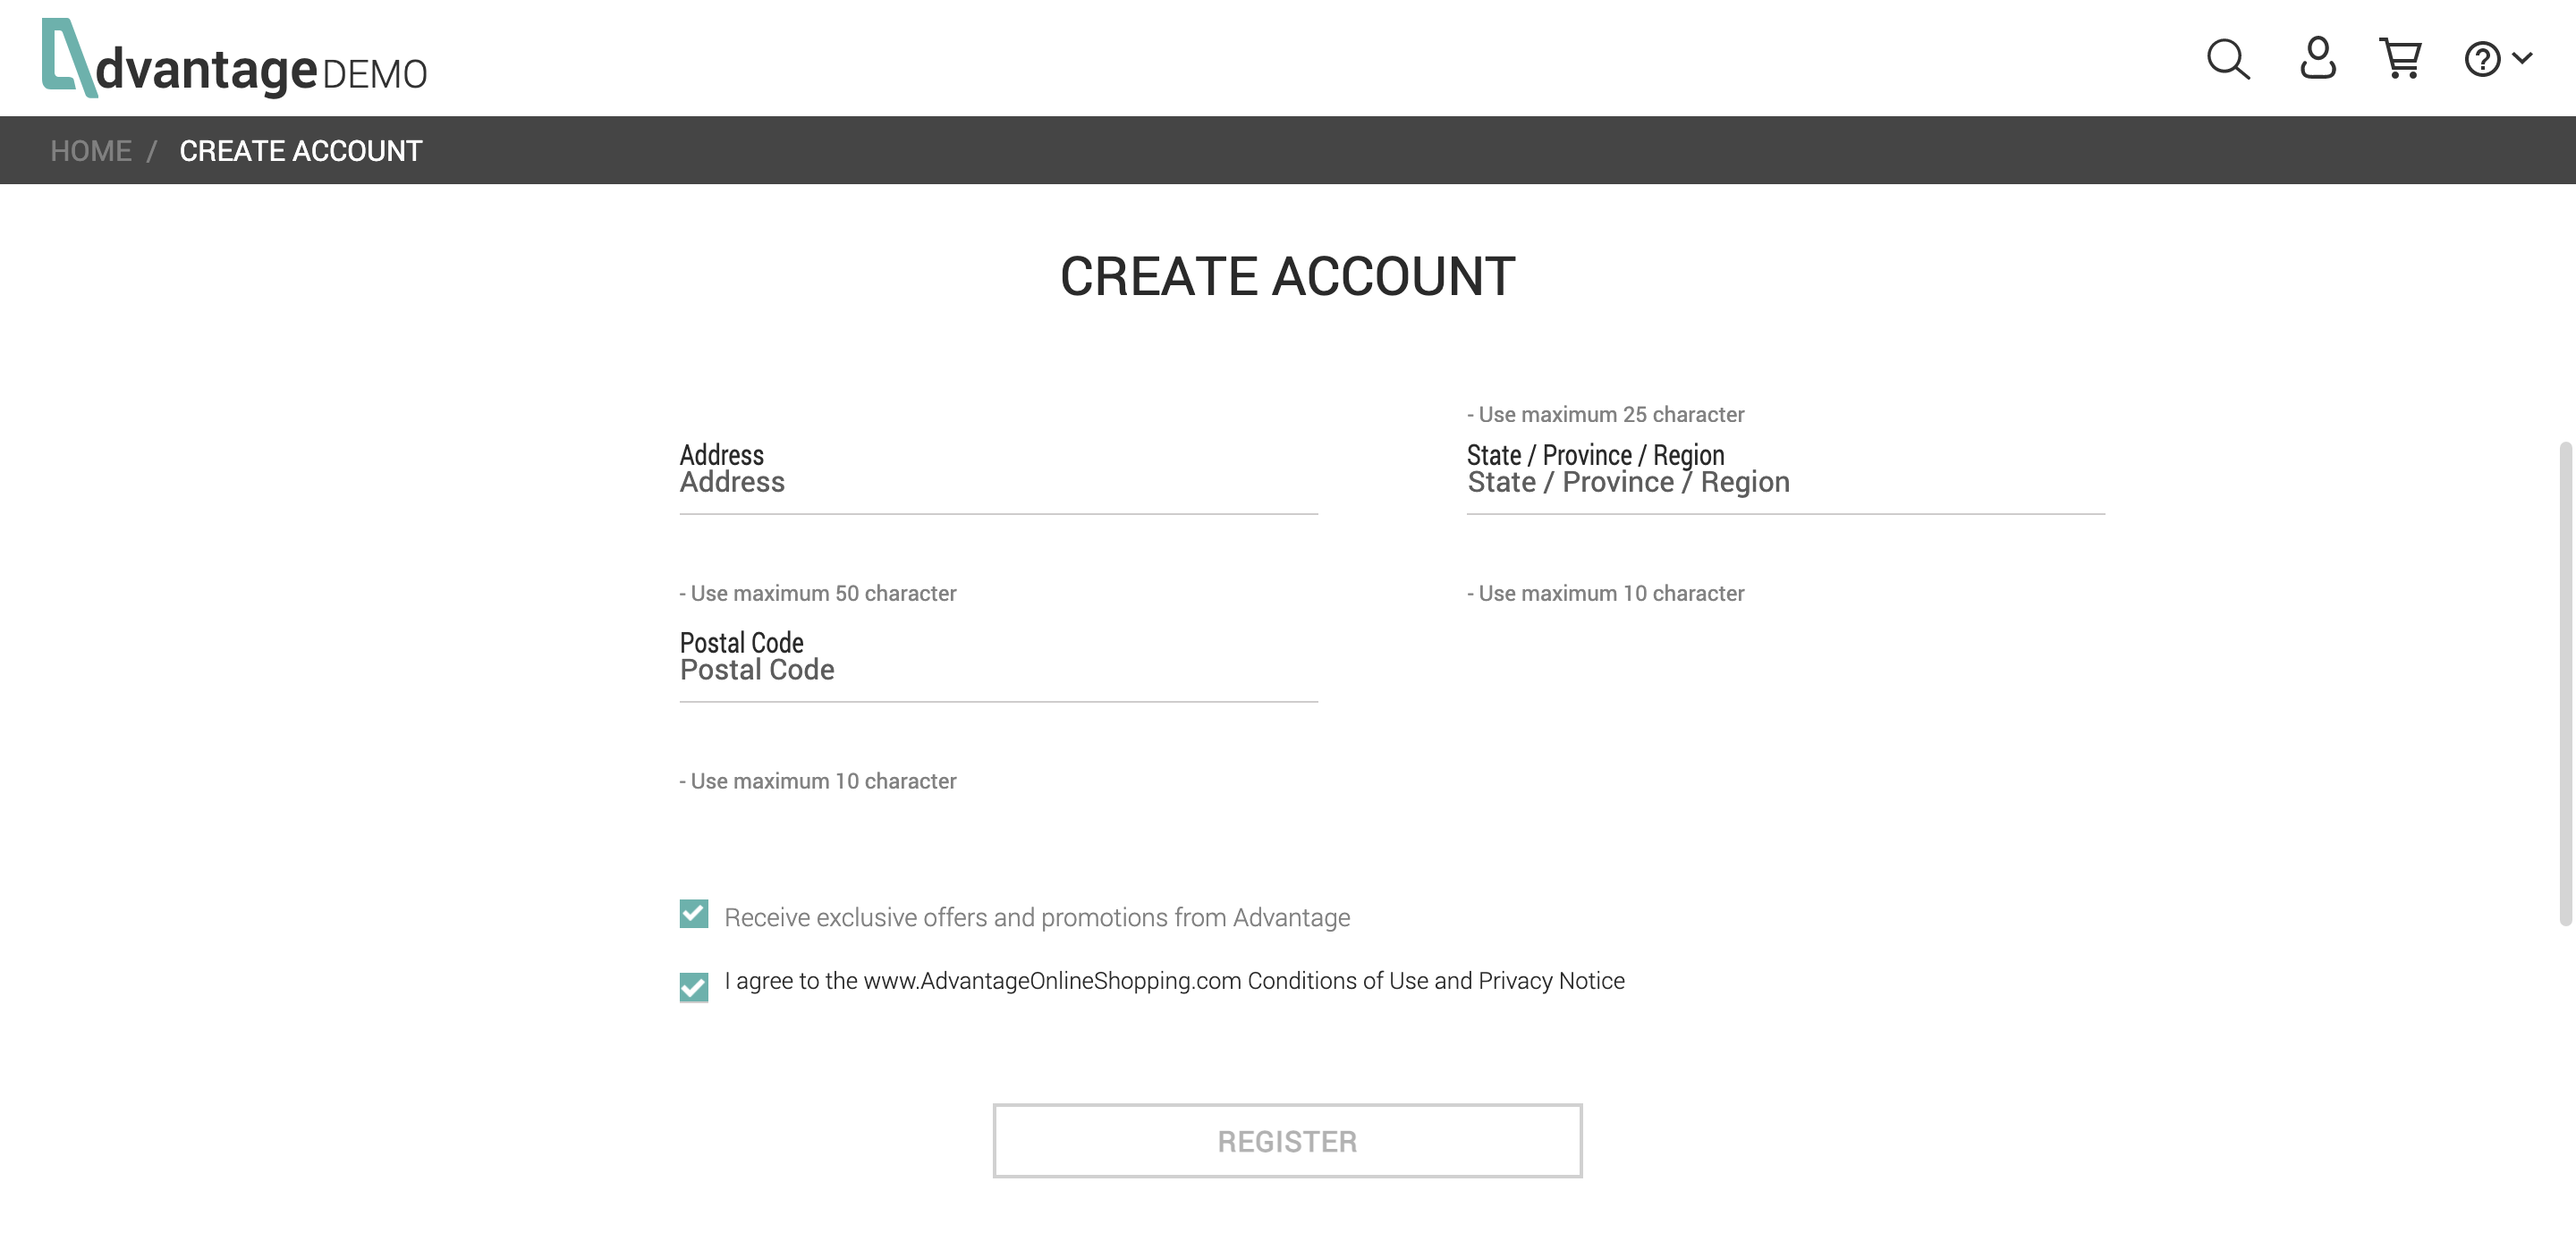 dvantage DEMO
HOME / CREATE ACCOUNT
CREATE ACCOUNT
- Use maximum 25 character
Address
Address
State / Province / Region
State / Province / Region
- Use maximum 50 character
- Use maximum 10 character
Postal Code
Postal Code
- Use maximum 10 character
Receive exclusive offers and promotions from Advantage
I agree to the www.AdvantageOnlineShopping.com Conditions of Use and Privacy Notice
REGISTER